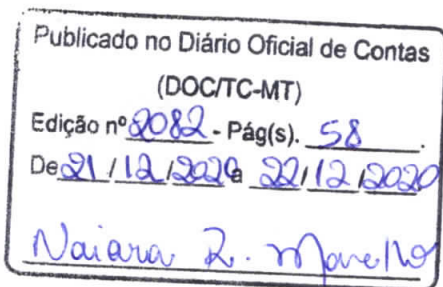 Publicado no Diário Oficial de Contas
(DOC/TC-MT)
Edição nº 2082 - Pág(s). 58.
De 21/12/2020 a 22/12/2020
Naiara R.